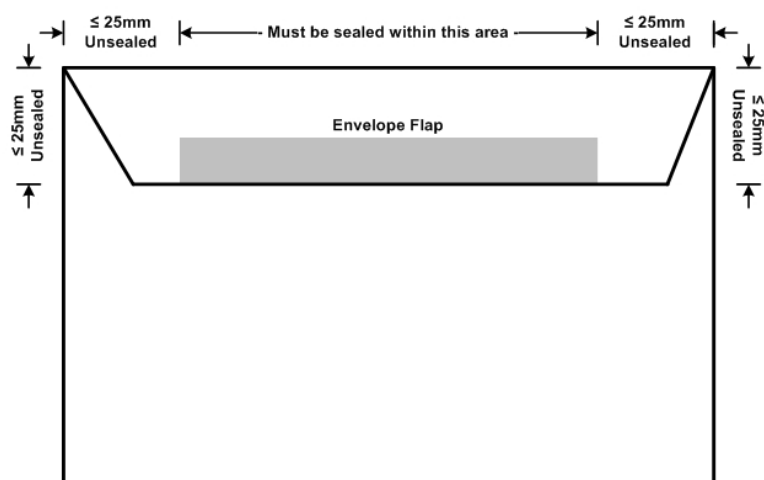 ≤ 25mm
Unsealed
Must be sealed within this area
≤ 25mm
Unsealed
≤ 25mm
Unsealed
Envelope Flap
≤ 25mm
Unsealed